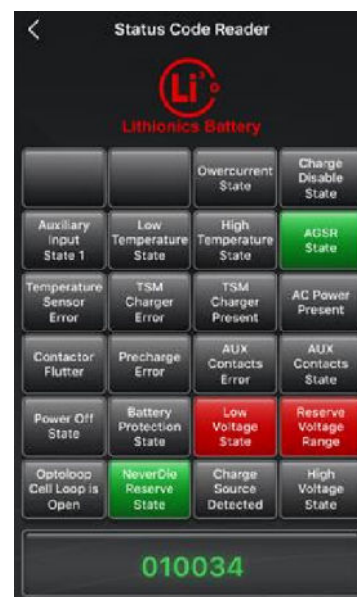 Status Code Reader
Li
Lithionics Battery
Owercurrent
State
Charge
Disable
State
Auxiliary
Input
State 1
Low
Temperature
State
High
Temperature
State
AGSR
State
Temperature
Sensor
Error
TSM
Charger
Error
TSM
Charger
Present
AC Power
Present
Contactor
Flutter
Precharge
Error
AUX
Contacts
Error
AUX
Contacts
State
Power Off
State
Battery
Protection
State
Low
Voltage
State
Reserve
Voltage
Range
Optoloop
Cell Loop is
Open
NeverDie
Reserve
State
Charge
Source
Detected
High
Voltage
State
010034